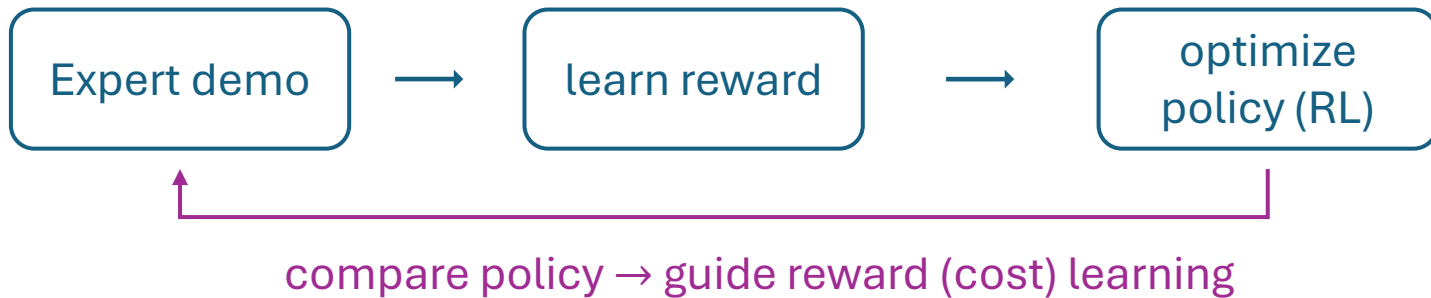 Expert demo
learn reward
optimize
policy (RL)
compare policy → guide reward (cost) learning